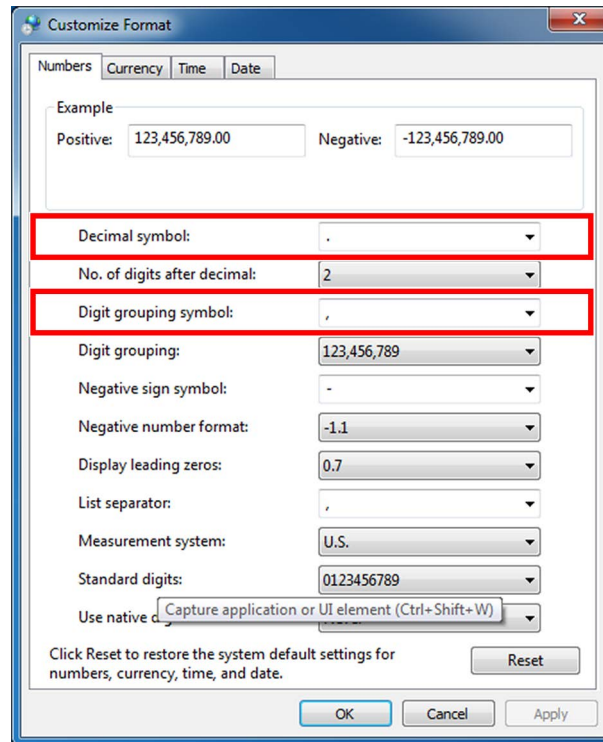 Customize Format
Numbers Currency Time Date
Example
Positive: 123,456,789.00 Negative: -123,456,789.00
Decimal symbol: .
No. of digits after decimal: 2
Digit grouping symbol: ,
Digit grouping: 123,456,789
Negative sign symbol: -
Negative number format: -1.1
Display leading zeros: 0.7
List separator: ,
Measurement system: U.S.
Standard digits: 0123456789
Capture application or UI element (Ctrl+Shift+W)
Use native
Click Reset to restore the system default settings for
numbers, currency, time, and date.
Reset
OK Cancel Apply